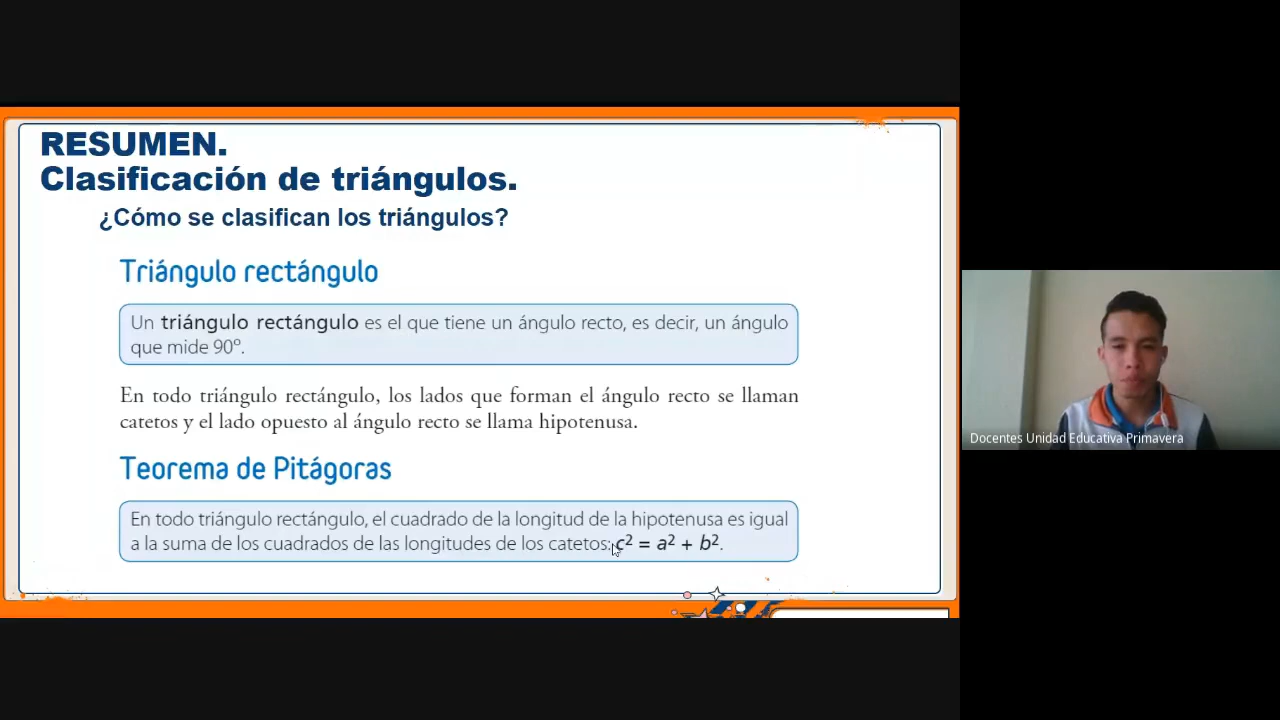 RESUMEN.
Clasificación de triángulos.
¿Cómo se clasifican los triángulos?
Triángulo rectángulo
Un triángulo rectángulo es el que tiene un ángulo recto, es decir, un ángulo
que mide 90º.
En todo triángulo rectángulo, los lados que forman el ángulo recto se llaman
catetos y el lado opuesto al ángulo recto se llama hipotenusa.
Teorema de Pitágoras
En todo triángulo rectángulo, el cuadrado de la longitud de la hipotenusa es igual
a la suma de los cuadrados de las longitudes de los catetos: c² = a² + b².
Docentes Unidad Educativa Primavera